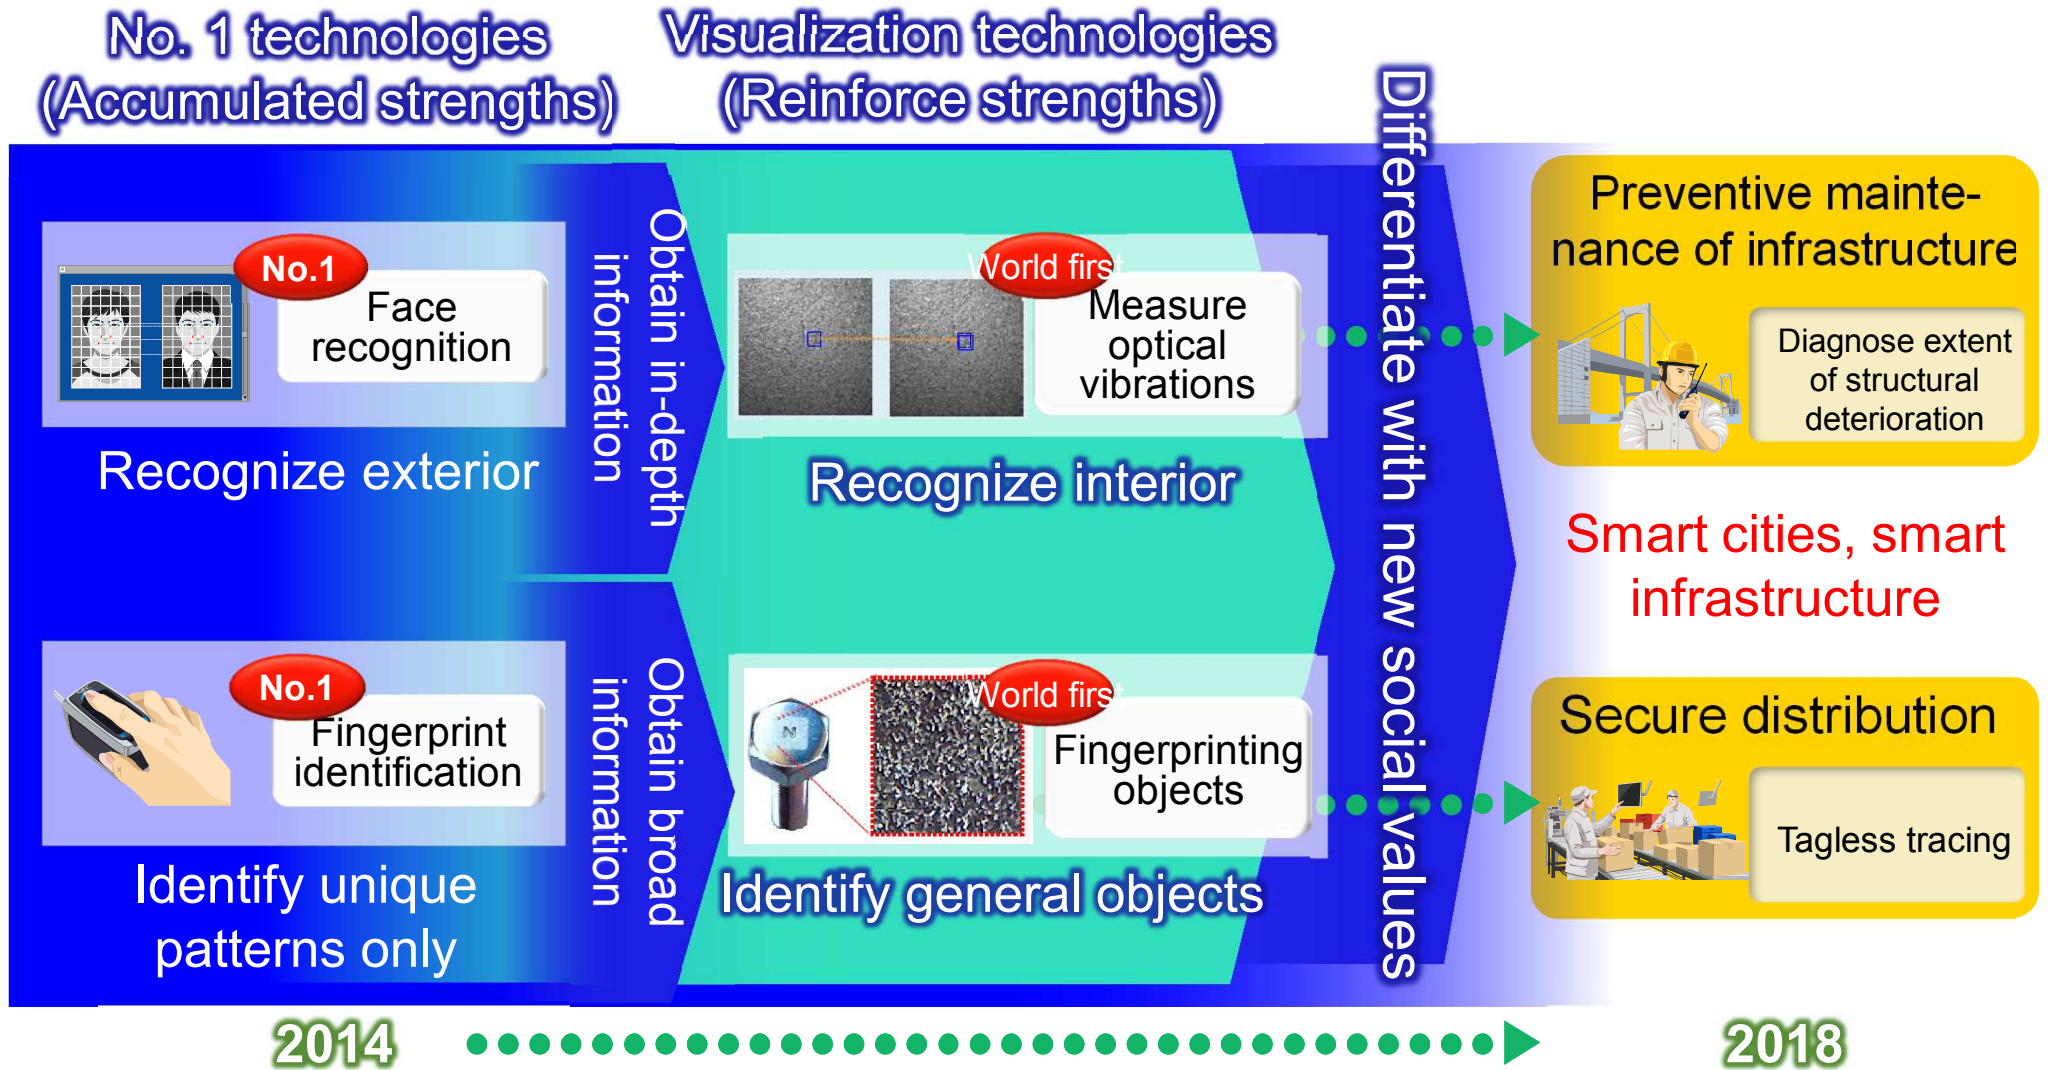 No. 1 technologies
(Accumulated strengths)
Visualization technologies
(Reinforce strengths)
No.1
Face
recognition
Recognize exterior
No.1
Fingerprint
identification
Identify unique
patterns only
Obtain in-depth
information
Obtain broad
information
World first
Measure
optical
vibrations
Recognize interior
N
World first
Fingerprinting
objects
Identify general objects
Differentiate with new social values
Preventive mainte-
nance of infrastructure
Diagnose extent
of structural
deterioration
Smart cities, smart
infrastructure
Secure distribution
Tagless tracing
2014
2018